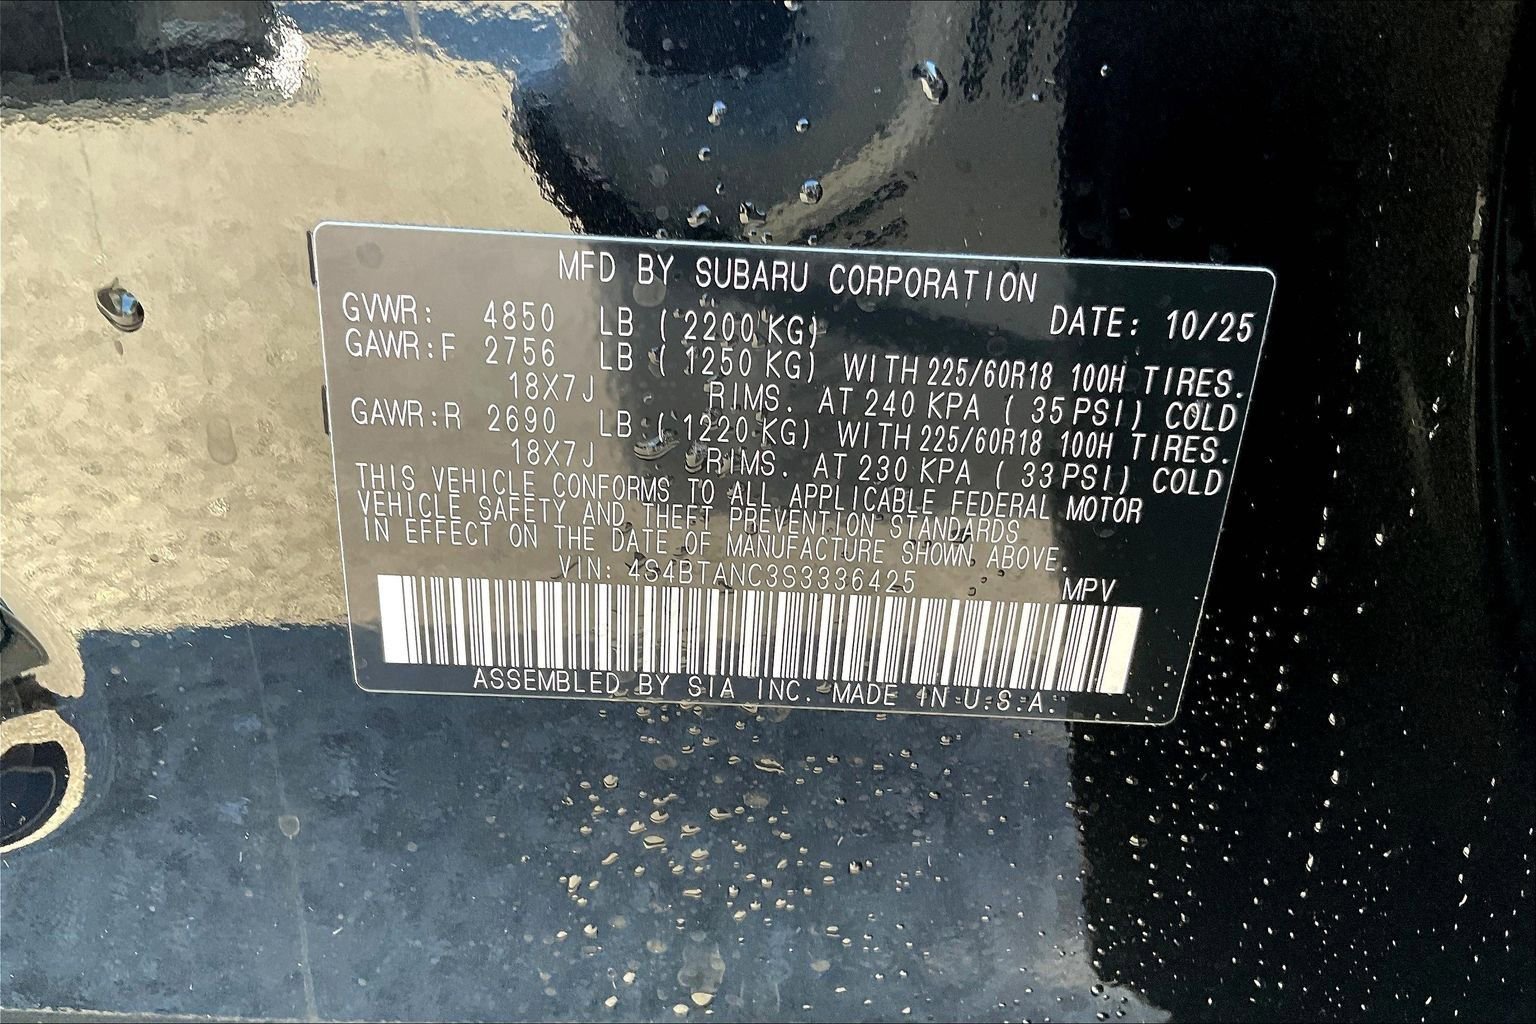 MFD BY SUBARU CORPORATION
GVWR: 4850 LB ( 2200 KG) DATE: 10/25
GAWR:F 2756 LB ( 1250 KG) WITH 225/60R18 100H TIRES.
18X7J RIMS. AT 240 KPA ( 35 PSI) COLD
GAWR:R 2690 LB ( 1220 KG) WITH 225/60R18 100H TIRES.
18X7J RIMS. AT 230 KPA ( 33 PSI) COLD
THIS VEHICLE CONFORMS TO ALL APPLICABLE FEDERAL MOTOR
VEHICLE SAFETY AND THEFT PREVENTION STANDARDS
IN EFFECT ON THE DATE OF MANUFACTURE SHOWN ABOVE.
VIN: 4S4BTANC3S3336425 MPV
ASSEMBLED BY SIA INC. MADE IN U.S.A.